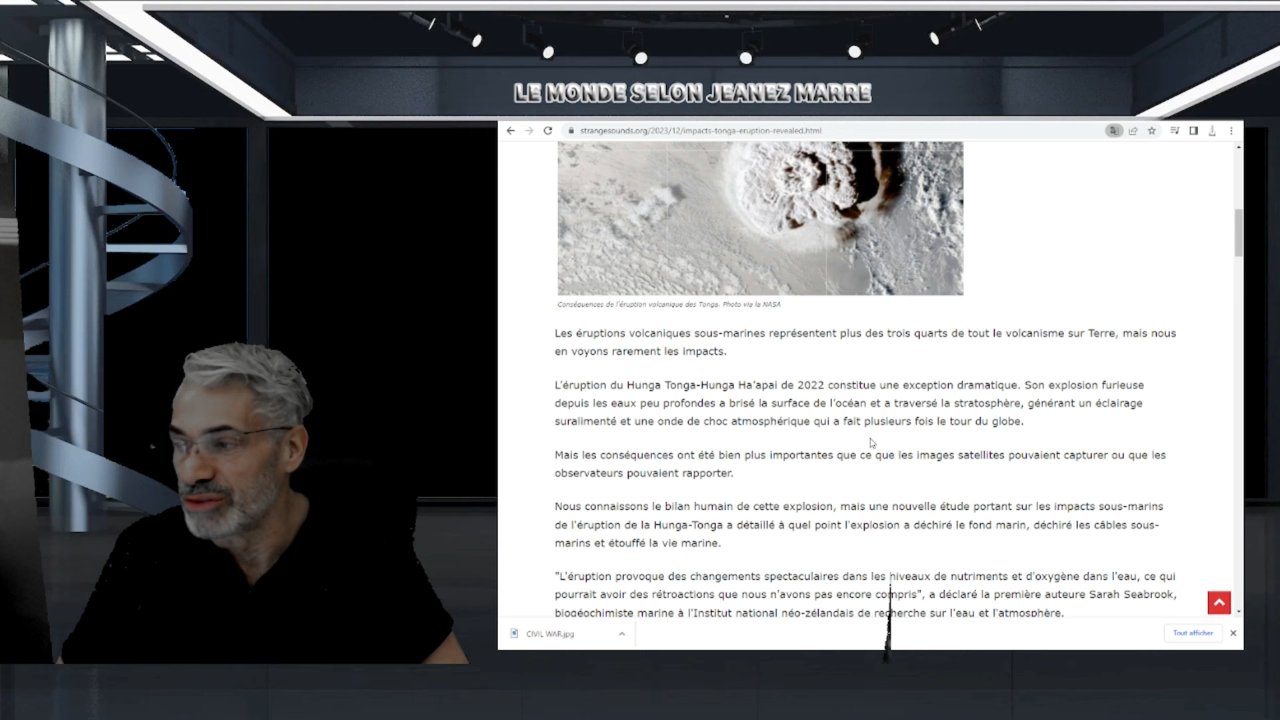 LE MONDE SELON JEANEZ MARRE
strangesounds.org/2023/12/impacts-tonga-eruption-revealed.html
Conséquences de l'éruption volcanique des Tonga. Photo via la NASA
Les éruptions volcaniques sous-marines représentent plus des trois quarts de tout le volcanisme sur Terre, mais nous
en voyons rarement les impacts.
L'éruption du Hunga Tonga-Hunga Ha'apai de 2022 constitue une exception dramatique. Son explosion furieuse
depuis les eaux peu profondes a brisé la surface de l'océan et a traversé la stratosphère, générant un éclairage
suralimenté et une onde de choc atmosphérique qui a fait plusieurs fois le tour du globe.
Mais les conséquences ont été bien plus importantes que ce que les images satellites pouvaient capturer ou que les
observateurs pouvaient rapporter.
Nous connaissons le bilan humain de cette explosion, mais une nouvelle étude portant sur les impacts sous-marins
de l'éruption de la Hunga-Tonga a détaillé à quel point l'explosion a déchiré le fond marin, déchiré les câbles sous-
marins et étouffé la vie marine.
"L'éruption provoque des changements spectaculaires dans les niveaux de nutriments et d'oxygène dans l'eau, ce qui
pourrait avoir des rétroactions que nous n'avons pas encore compris", a déclaré la première auteure Sarah Seabrook,
biogéochimiste marine à l'Institut national néo-zélandais de recherche sur l'eau et l'atmosphère.
CIVIL WAR.jpg
Tout afficher